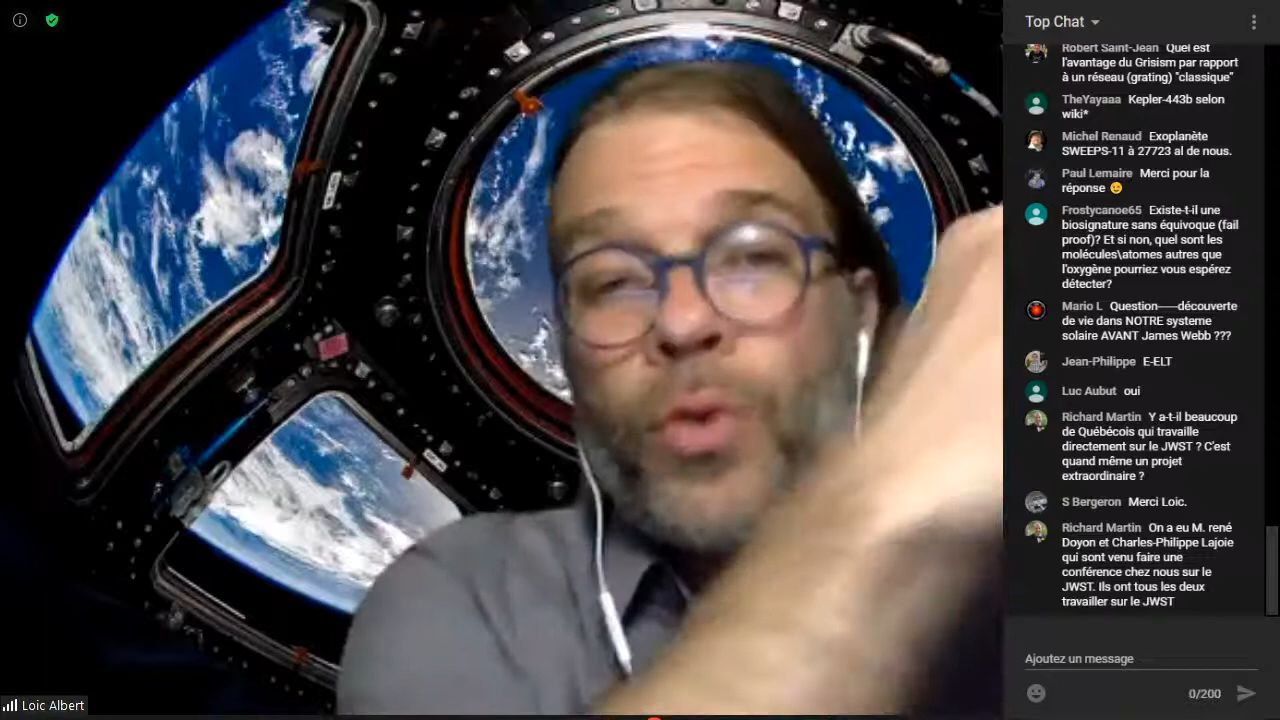 Top Chat
Robert Saint-Jean Quel est
l'avantage du Grisism par rapport
à un réseau (grating) "classique"
TheYayaaa Kepler-443b selon
wiki*
Michel Renaud Exoplanète
SWEEPS-11 à 27723 al de nous.
Paul Lemaire Merci pour la
réponse 😉
Frostycanoe65 Existe-t-il une
biosignature sans équivoque (fail
proof)? Et si non, quel sont les
molécules\atomes autres que
l'oxygène pourriez vous espérez
détecter?
Mario L Question-----découverte
de vie dans NOTRE systeme
solaire AVANT James Webb ???
Jean-Philippe E-ELT
Luc Aubut oui
Richard Martin Y a-t-il beaucoup
de Québécois qui travaille
directement sur le JWST ? C'est
quand même un projet
extraordinaire ?
S Bergeron Merci Loic.
Richard Martin On a eu M. rené
Doyon et Charles-Philippe Lajoie
qui sont venu faire une
conférence chez nous sur le
JWST. Ils ont tous les deux
travailler sur le JWST
Ajoutez un message
0/200
Loic Albert